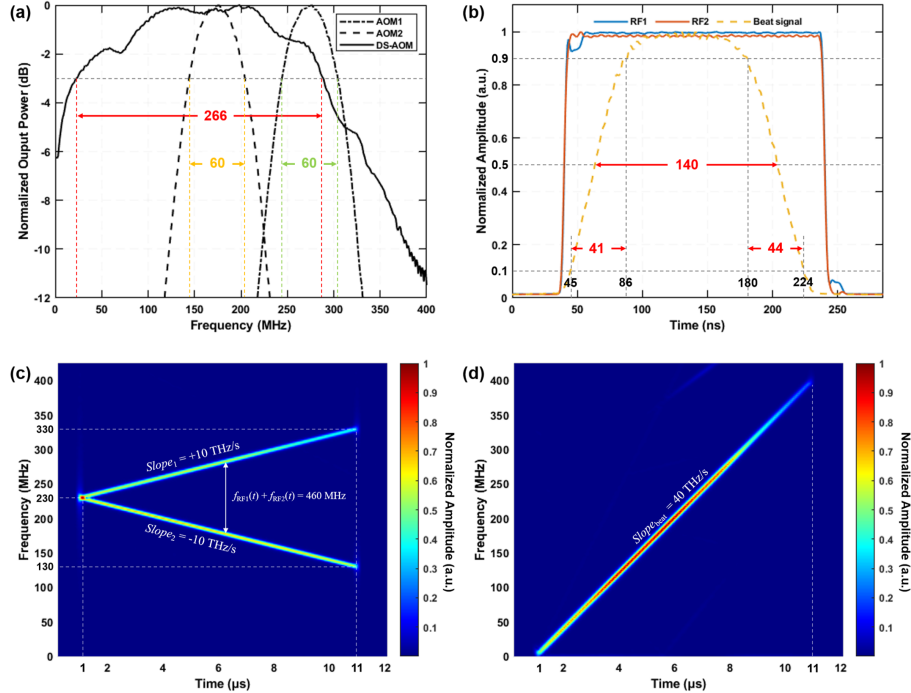 (a)
Normalized Ouput Power (dB)
0
-2
-4
-6
-8
-10
-12
AOM1
AOM2
DS-AOM
266
60
60
0 50 100 150 200 250 300 350 400
Frequency (MHz)
(b)
RF1 RF2 Beat signal
Normalized Amplitude (a.u.)
1
0.9
0.8
0.7
0.6
0.5
0.4
0.3
0.2
0.1
0
140
41
44
45 86 180 224
0 50 100 150 200 250
Time (ns)
(c)
Frequency (MHz)
400
350
330
300
250
230
200
150
130
100
50
0
Slope₁ = +10 THz/s
fRF1(t) + fRF2(t) = 460 MHz
Slope₂ = -10 THz/s
1 2 4 6 8 11 12
Time (μs)
1
0.9
0.8
0.7
0.6
0.5
0.4
0.3
0.2
0.1
Normalized Amplitude (a.u.)
(d)
Frequency (MHz)
400
350
300
250
200
150
100
50
0
Slopebeat = 40 THz/s
1 2 4 6 8 11 12
Time (μs)
1
0.9
0.8
0.7
0.6
0.5
0.4
0.3
0.2
0.1
Normalized Amplitude (a.u.)